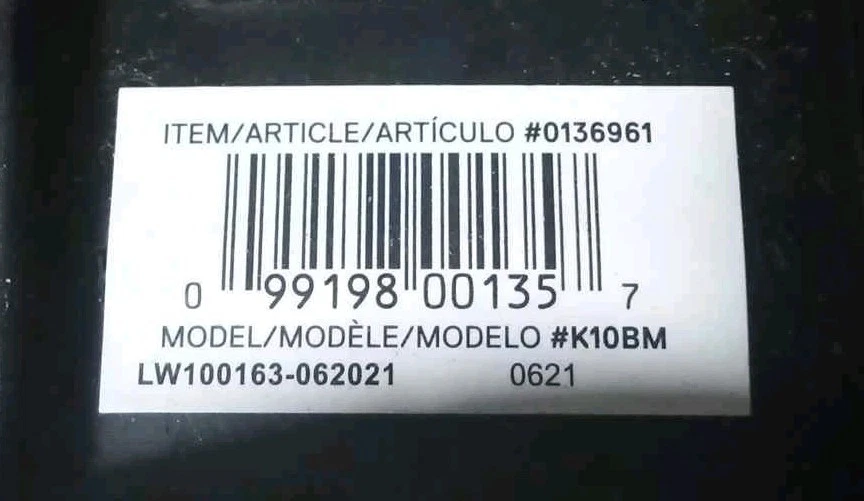 ITEM/ARTICLE/ARTÍCULO #0136961
0 99198 00135 7
MODEL/MODÈLE/MODELO #K10BM
LW100163-062021 0621